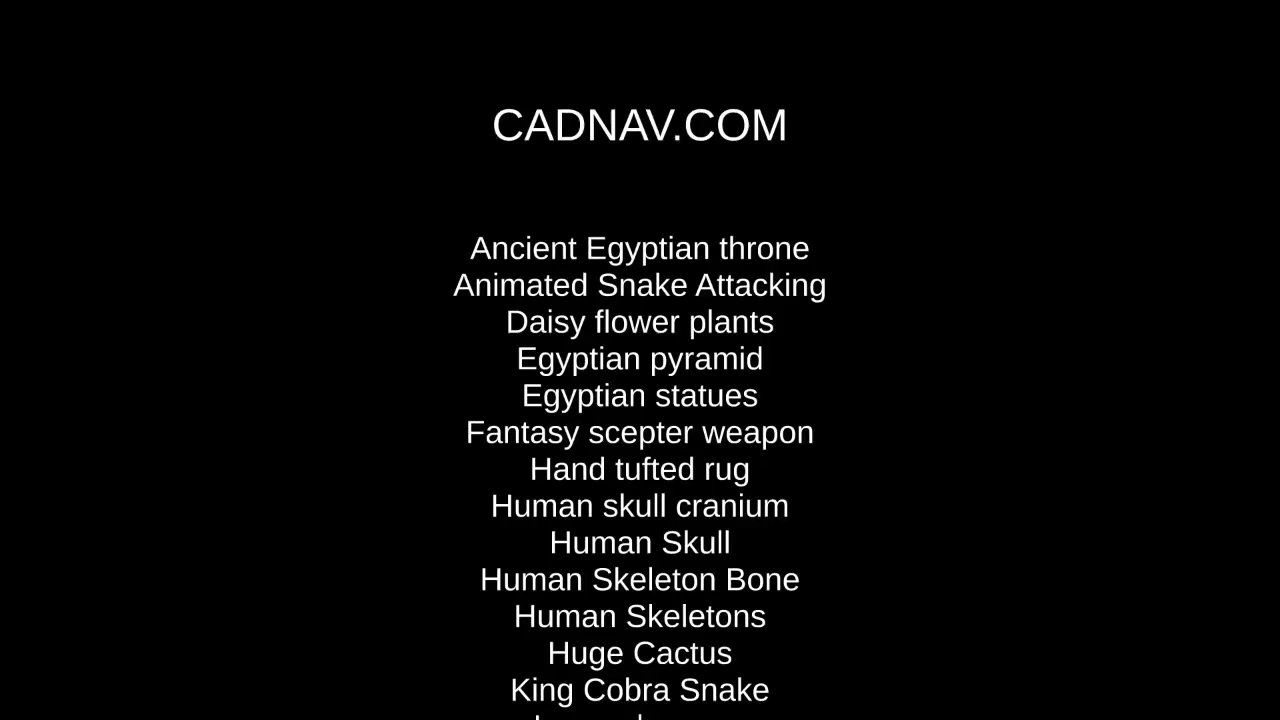 CADNAV.COM
Ancient Egyptian throne
Animated Snake Attacking
Daisy flower plants
Egyptian pyramid
Egyptian statues
Fantasy scepter weapon
Hand tufted rug
Human skull cranium
Human Skull
Human Skeleton Bone
Human Skeletons
Huge Cactus
King Cobra Snake